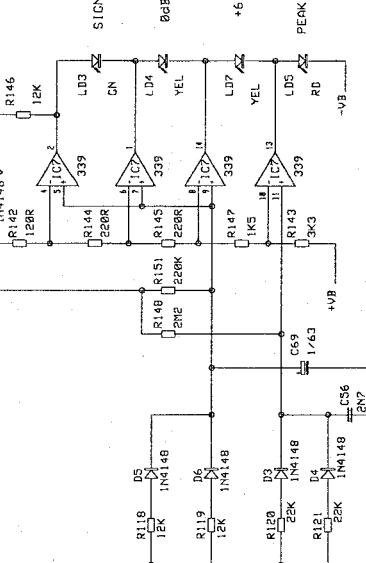 SIGN
0dB
+6
PEAK
R146
12K
LD3
GN
LD4
YEL
LD7
YEL
LD5
RD
-VB
2
1
14
13
IC7
339
IC7
339
IC7
339
IC7
339
4
5
6
7
8
9
10
11
1N4148
R142
120R
R144
220R
R145
220R
R147
1K5
R143
3K3
+VB
R151
220K
R148
2M2
C69
1/63
C56
2N7
D5
1N4148
D6
1N4148
D3
1N4148
D4
1N4148
R118
12K
R119
12K
R120
22K
R121
22K